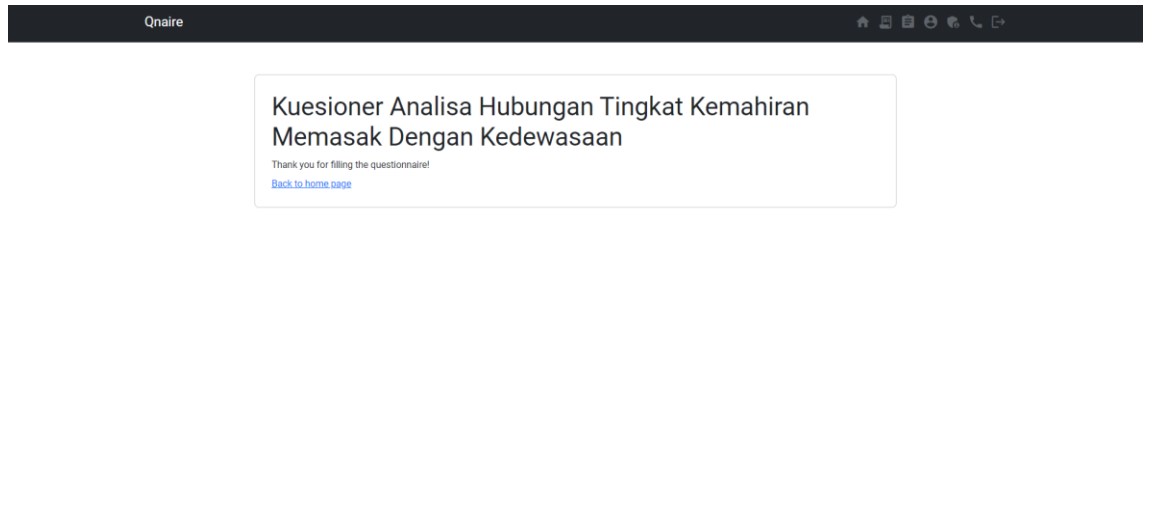 Qnaire
Kuesioner Analisa Hubungan Tingkat Kemahiran
Memasak Dengan Kedewasaan
Thank you for filling the questionnaire!
Back to home page